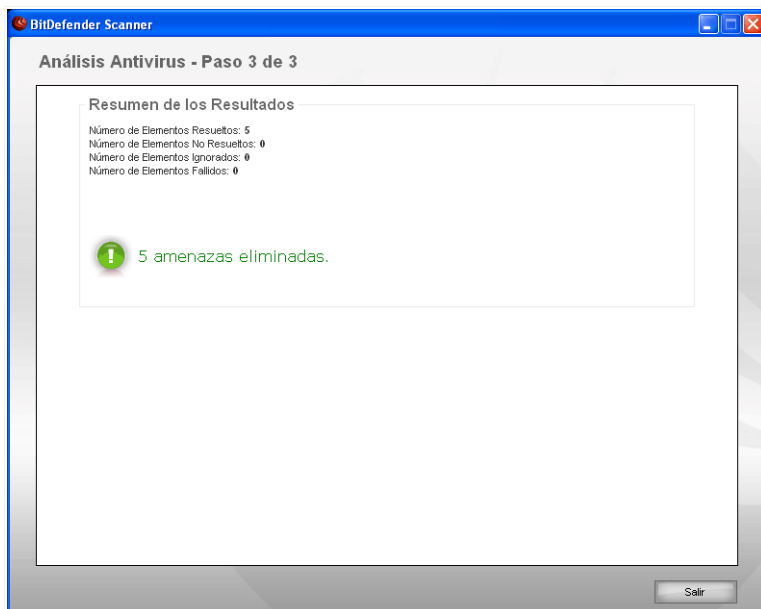 BitDefender Scanner
Análisis Antivirus - Paso 3 de 3
Resumen de los Resultados
Número de Elementos Resueltos: 5
Número de Elementos No Resueltos: 0
Número de Elementos Ignorados: 0
Número de Elementos Fallidos: 0
5 amenazas eliminadas.
Salir